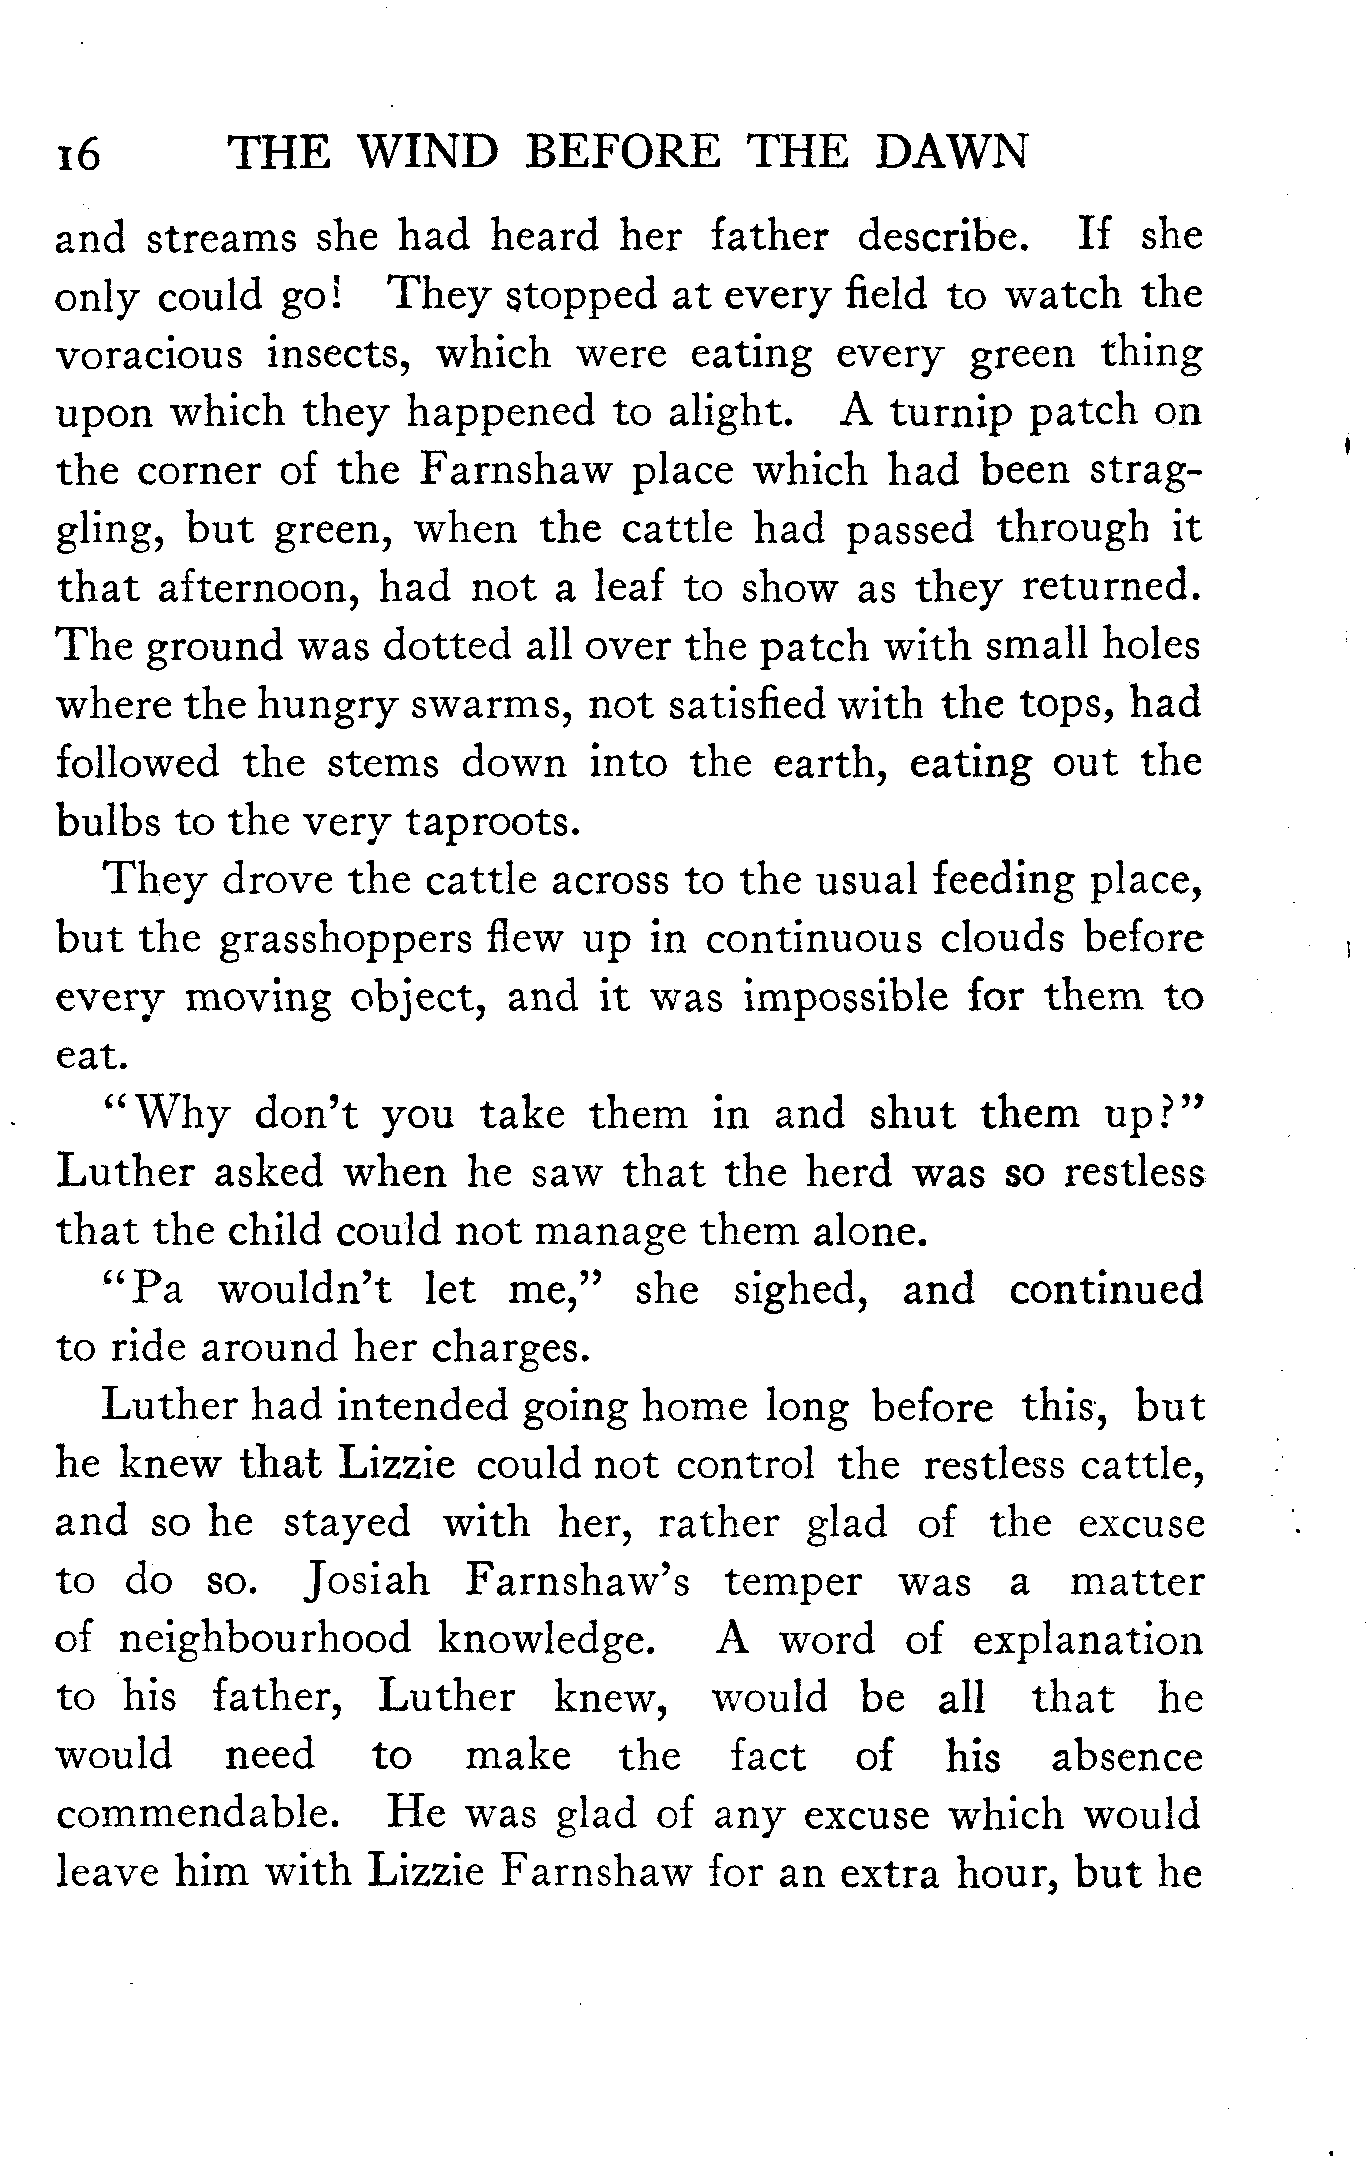 16 THE WIND BEFORE THE DAWN
and streams she had heard her father describe. If she
only could go! They stopped at every field to watch the
voracious insects, which were eating every green thing
upon which they happened to alight. A turnip patch on
the corner of the Farnshaw place which had been strag-
gling, but green, when the cattle had passed through it
that afternoon, had not a leaf to show as they returned.
The ground was dotted all over the patch with small holes
where the hungry swarms, not satisfied with the tops, had
followed the stems down into the earth, eating out the
bulbs to the very taproots.
They drove the cattle across to the usual feeding place,
but the grasshoppers flew up in continuous clouds before
every moving object, and it was impossible for them to
eat.
"Why don't you take them in and shut them up?"
Luther asked when he saw that the herd was so restless
that the child could not manage them alone.
"Pa wouldn't let me," she sighed, and continued
to ride around her charges.
Luther had intended going home long before this, but
he knew that Lizzie could not control the restless cattle,
and so he stayed with her, rather glad of the excuse
to do so. Josiah Farnshaw's temper was a matter
of neighbourhood knowledge. A word of explanation
to his father, Luther knew, would be all that he
would need to make the fact of his absence
commendable. He was glad of any excuse which would
leave him with Lizzie Farnshaw for an extra hour, but he